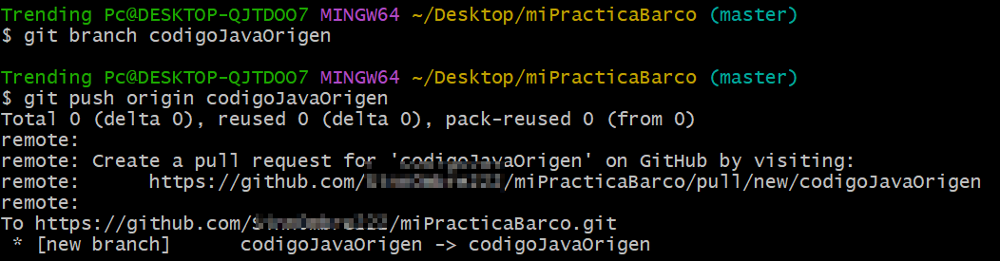 Trending Pc@DESKTOP-QJTDOO7 MINGW64 ~/Desktop/miPracticaBarco (master)
$ git branch codigoJavaOrigen
Trending Pc@DESKTOP-QJTDOO7 MINGW64 ~/Desktop/miPracticaBarco (master)
$ git push origin codigoJavaOrigen
Total 0 (delta 0), reused 0 (delta 0), pack-reused 0 (from 0)
remote:
remote: Create a pull request for 'codigoJavaOrigen' on GitHub by visiting:
remote:      https://github.com/ /miPracticaBarco/pull/new/codigoJavaOrigen
remote:
To https://github.com/ /miPracticaBarco.git
 * [new branch]      codigoJavaOrigen -> codigoJavaOrigen